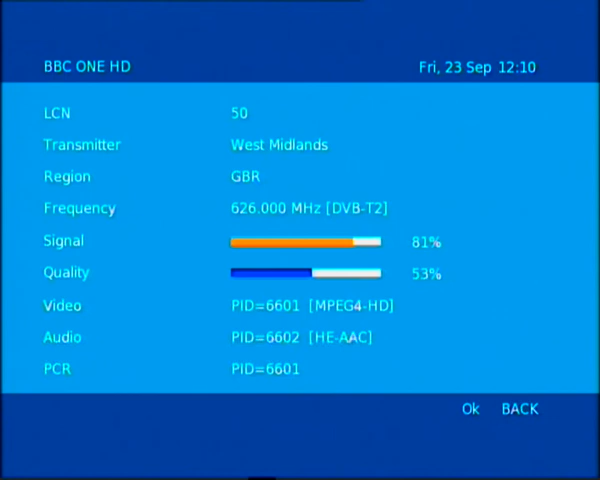 BBC ONE HD Fri, 23 Sep 12:10
LCN 50
Transmitter West Midlands
Region GBR
Frequency 626.000 MHz [DVB-T2]
Signal 81%
Quality 53%
Video PID=6601 [MPEG4-HD]
Audio PID=6602 [HE-AAC]
PCR PID=6601
Ok BACK